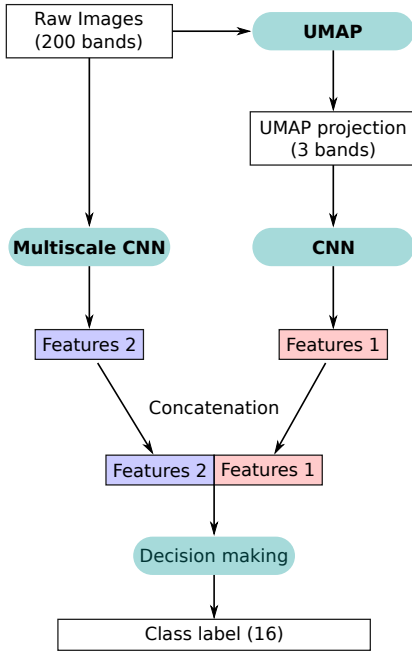 Raw Images
(200 bands)
UMAP
UMAP projection
(3 bands)
Multiscale CNN
CNN
Features 2
Features 1
Concatenation
Features 2
Features 1
Decision making
Class label (16)